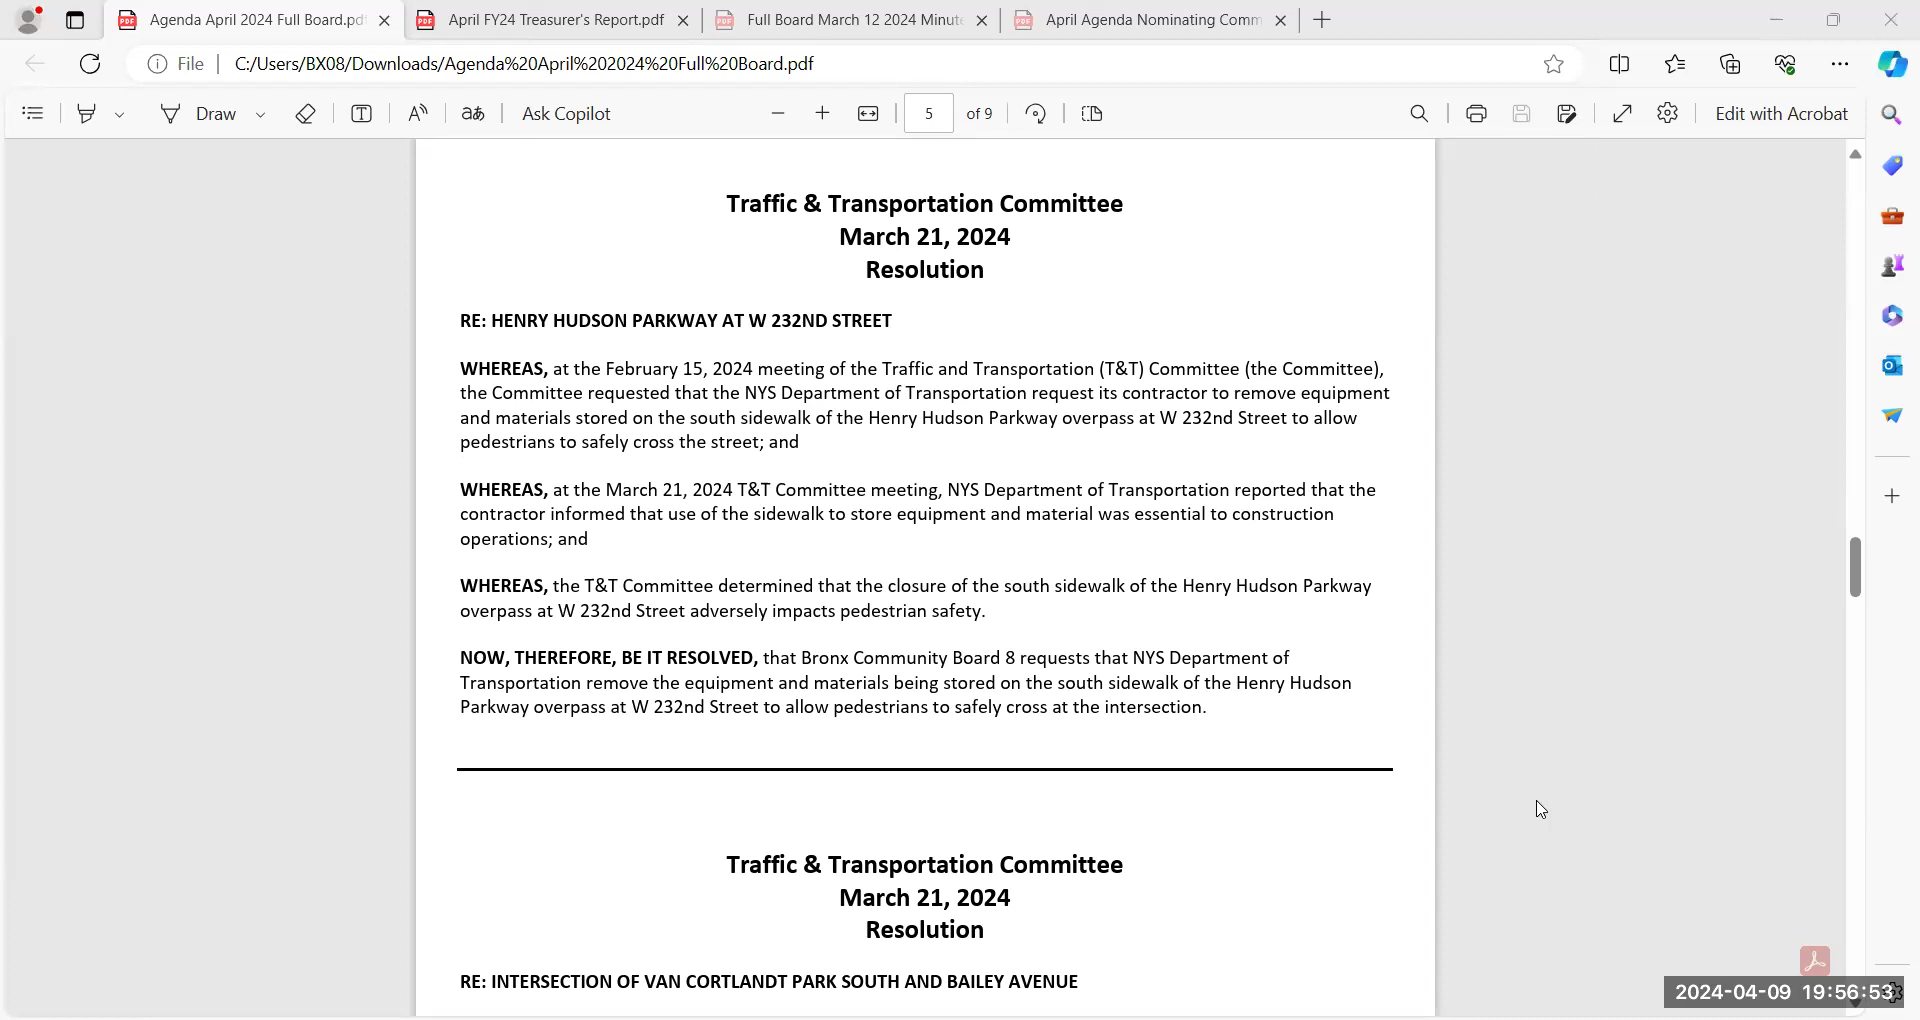 Agenda April 2024 Full Board.pdf
April FY24 Treasurer's Report.pdf
Full Board March 12 2024 Minut
April Agenda Nominating Comm
File
C:/Users/BX08/Downloads/Agenda%20April%202024%20Full%20Board.pdf
Draw
Ask Copilot
5
of 9
Edit with Acrobat
Traffic & Transportation Committee
March 21, 2024
Resolution
RE: HENRY HUDSON PARKWAY AT W 232ND STREET
WHEREAS, at the February 15, 2024 meeting of the Traffic and Transportation (T&T) Committee (the Committee),
the Committee requested that the NYS Department of Transportation request its contractor to remove equipment
and materials stored on the south sidewalk of the Henry Hudson Parkway overpass at W 232nd Street to allow
pedestrians to safely cross the street; and
WHEREAS, at the March 21, 2024 T&T Committee meeting, NYS Department of Transportation reported that the
contractor informed that use of the sidewalk to store equipment and material was essential to construction
operations; and
WHEREAS, the T&T Committee determined that the closure of the south sidewalk of the Henry Hudson Parkway
overpass at W 232nd Street adversely impacts pedestrian safety.
NOW, THEREFORE, BE IT RESOLVED, that Bronx Community Board 8 requests that NYS Department of
Transportation remove the equipment and materials being stored on the south sidewalk of the Henry Hudson
Parkway overpass at W 232nd Street to allow pedestrians to safely cross at the intersection.
Traffic & Transportation Committee
March 21, 2024
Resolution
RE: INTERSECTION OF VAN CORTLANDT PARK SOUTH AND BAILEY AVENUE
2024-04-09 19:56:53